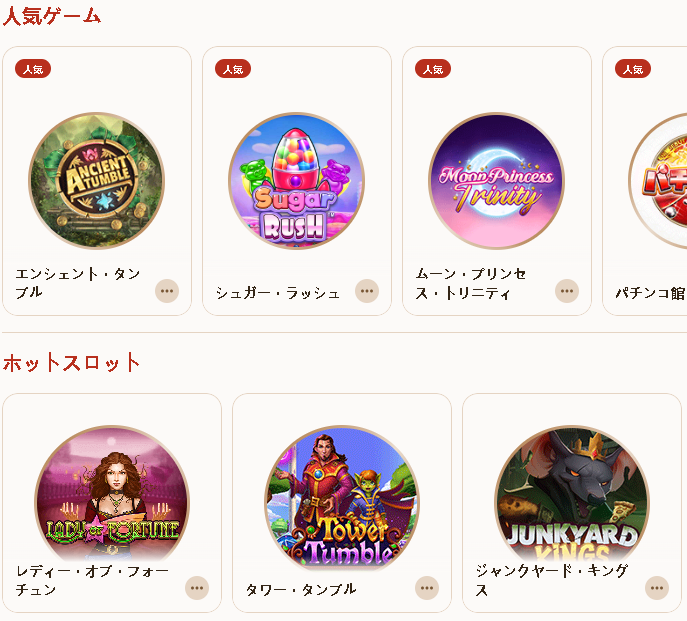 人気ゲーム
人気
人気
人気
人気
ANCIENT
TUMBLE
Sugar
RUSH
Moon Princess
Trinity
パチ
エンシェント・タン
ブル
シュガー・ラッシュ
ムーン・プリンセ
ス・トリニティ
パチンコ館
ホットスロット
LADY OF FORTUNE
Tower
Tumble
JUNKYARD
KINGS
レディー・オブ・フォー
チュン
タワー・タンブル
ジャンクヤード・キング
ス